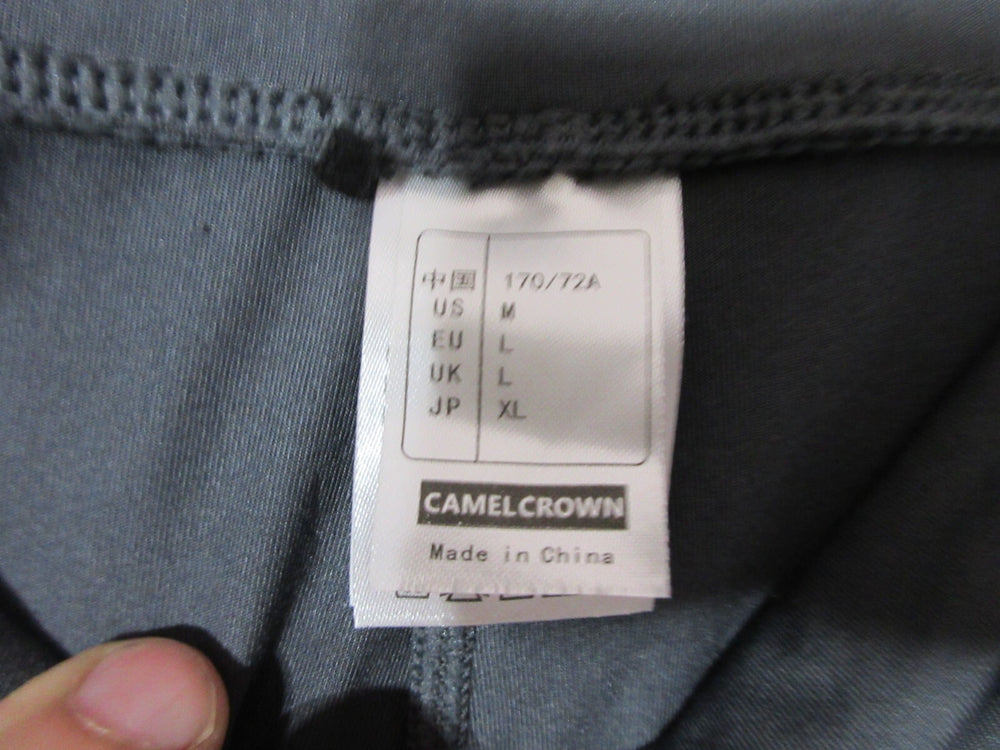 中国 170/72A
US M
EU L
UK L
JP XL
CAMELCROWN
Made in China